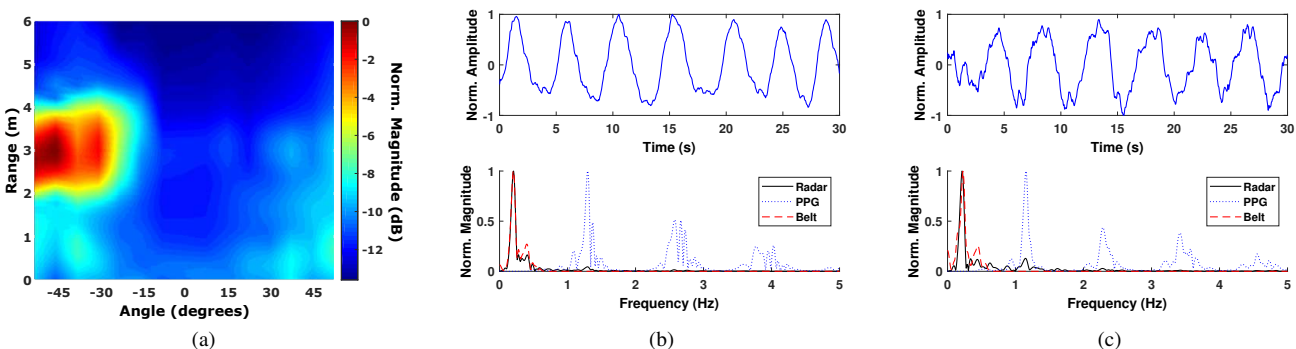 6
5
4
3
2
1
0
Range (m)
-45 -30 -15 0 15 30 45
Angle (degrees)
0
-2
-4
-6
-8
-10
-12
Norm. Magnitude (dB)
(a)
1
0
-1
Norm. Amplitude
0 5 10 15 20 25 30
Time (s)
1
0.5
0
Norm. Magnitude
Radar
PPG
Belt
0 1 2 3 4 5
Frequency (Hz)
(b)
1
0
-1
Norm. Amplitude
0 5 10 15 20 25 30
Time (s)
1
0.5
0
Norm. Magnitude
Radar
PPG
Belt
0 1 2 3 4 5
Frequency (Hz)
(c)